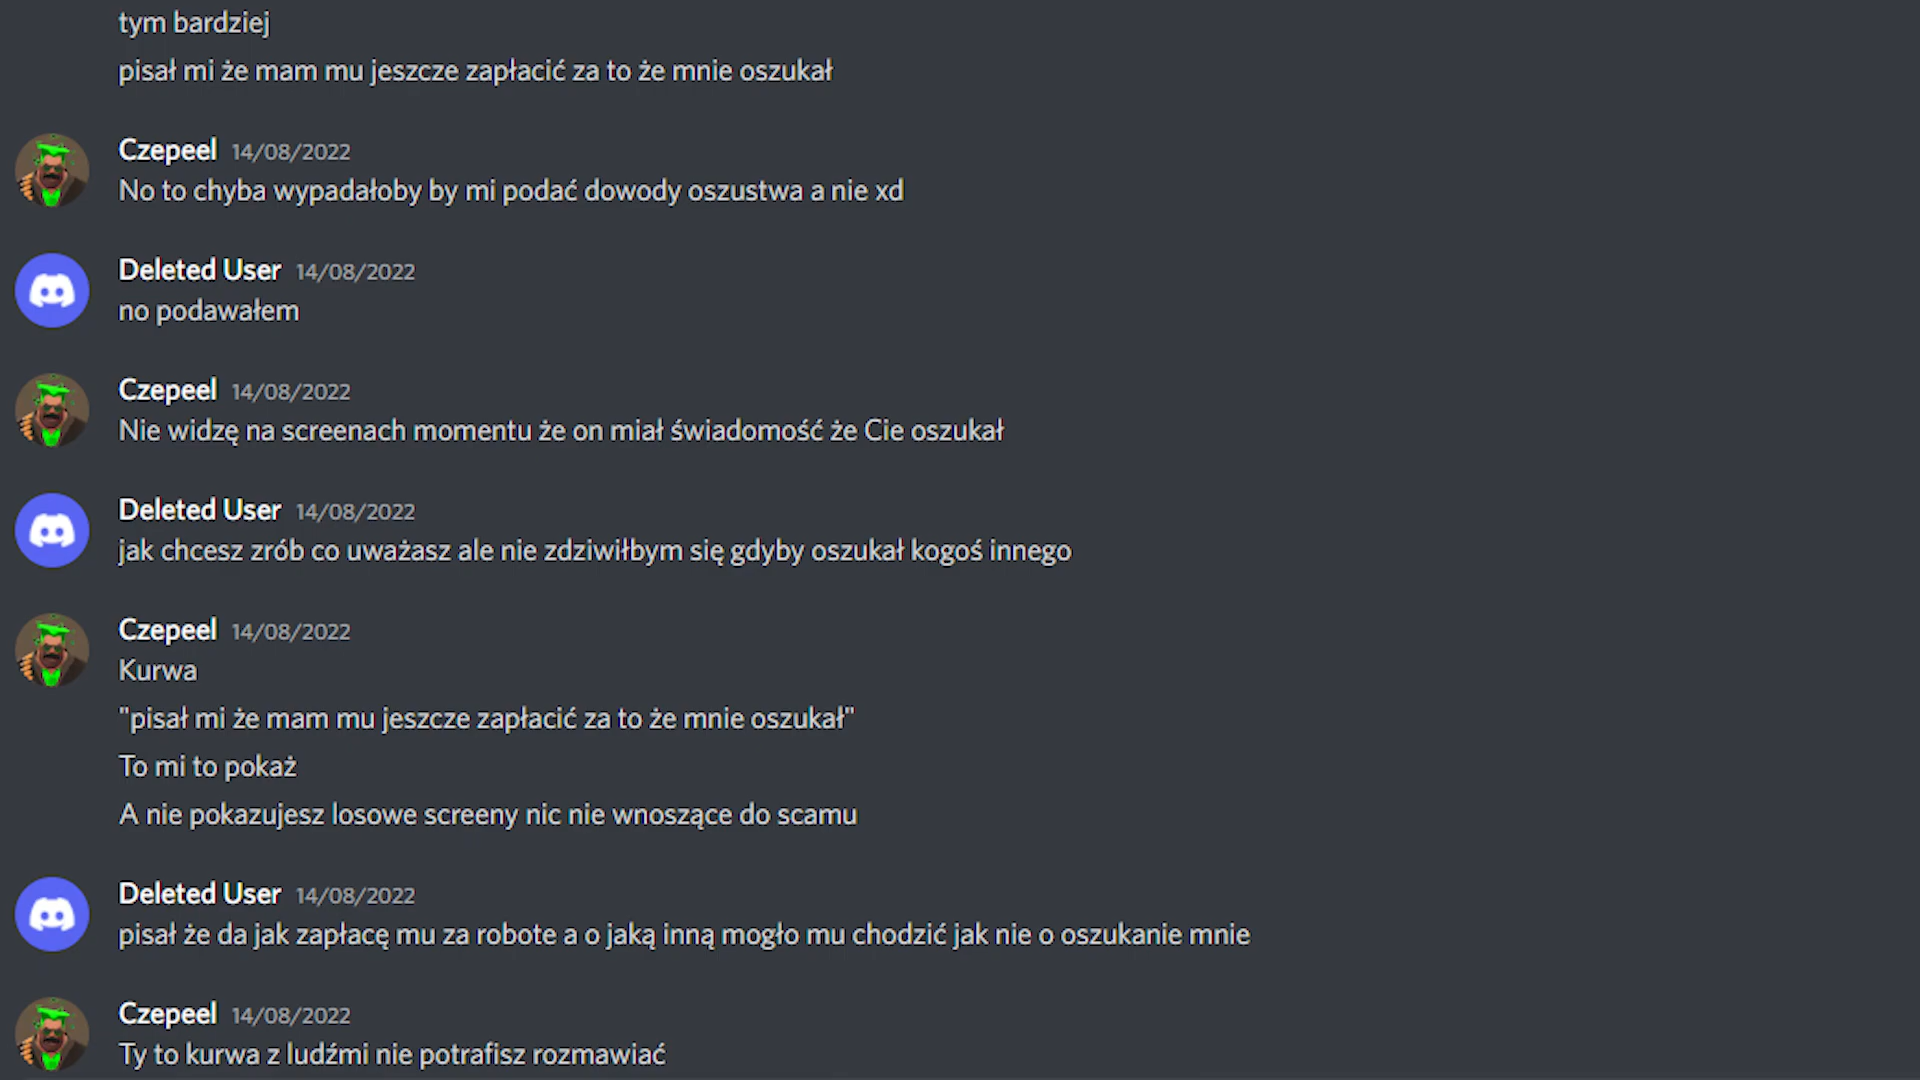 tym bardziej
pisał mi że mam mu jeszcze zapłacić za to że mnie oszukał
Czepeel 14/08/2022
No to chyba wypadałoby by mi podać dowody oszustwa a nie xd
Deleted User 14/08/2022
no podawałem
Czepeel 14/08/2022
Nie widzę na screenach momentu że on miał świadomość że Cie oszukał
Deleted User 14/08/2022
jak chcesz zrób co uważasz ale nie zdziwiłbym się gdyby oszukał kogoś innego
Czepeel 14/08/2022
Kurwa
"pisał mi że mam mu jeszcze zapłacić za to że mnie oszukał"
To mi to pokaż
A nie pokazujesz losowe screeny nic nie wnoszące do scamu
Deleted User 14/08/2022
pisał że da jak zapłacę mu za robote a o jaką inną mogło mu chodzić jak nie o oszukanie mnie
Czepeel 14/08/2022
Ty to kurwa z ludźmi nie potrafisz rozmawiać